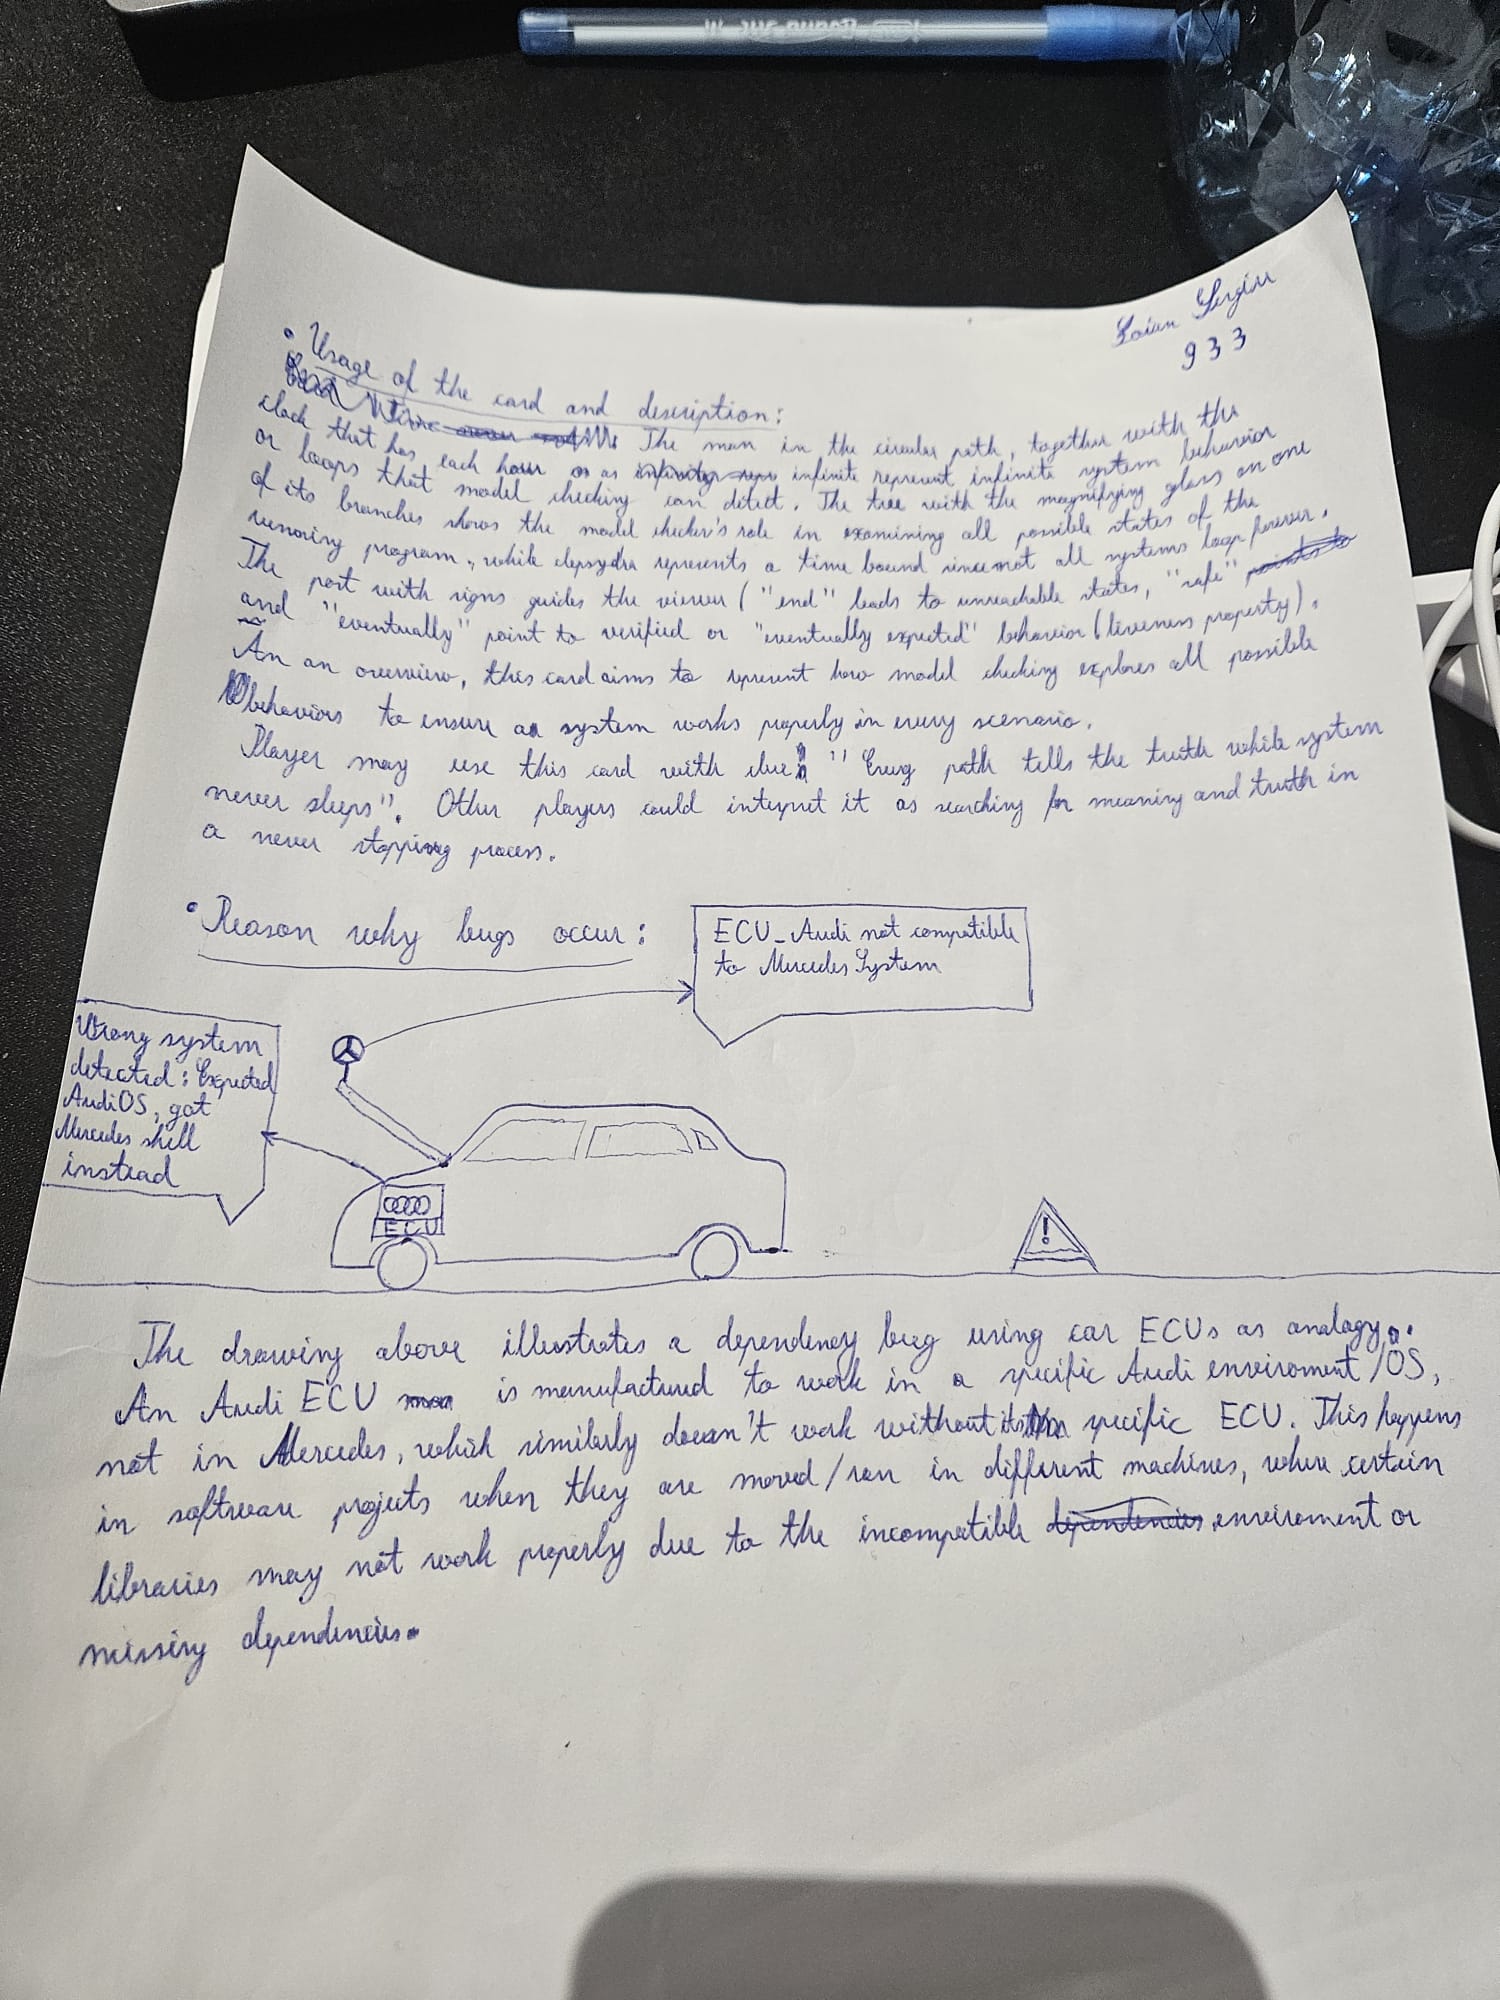 Sergiu
933
• Usage of the card and description:
The man in the circular path, together with the
clock that has each hour as infinite represent infinite system behavior
or loops that model checking can detect. The tree with the magnifying glass on one
of its branches shows the model checker's role in examining all possible states of the
running program, while clepsydra represents a time bound since not all systems loop forever.
The post with signs guides the viewer ("end" leads to unreachable states, "safe" points to
and "eventually" point to verified or "eventually expected" behavior (liveness property).
An an overview, this card aims to represent how model checking explores all possible
behaviors to ensure a system works properly in every scenario.
Player may use this card with clue: "Every path tells the truth while system
never sleeps". Other players could interpret it as searching for meaning and truth in
a never stopping process.
• Reason why bugs occur:
ECU_Audi not compatible
to Mercedes System
Wrong system
detected: Expected
AudiOS, got
Mercedes shell
instead
ECU
!
The drawing above illustrates a dependency bug using car ECUs as analogy.
An Audi ECU is manufactured to work in a specific Audi enviroment/OS,
not in Mercedes, which similarly doesn't work without its specific ECU. This happens
in software projects when they are moved/ran in different machines, where certain
libraries may not work properly due to the incompatible dependencies enviroment or
missing dependencies.